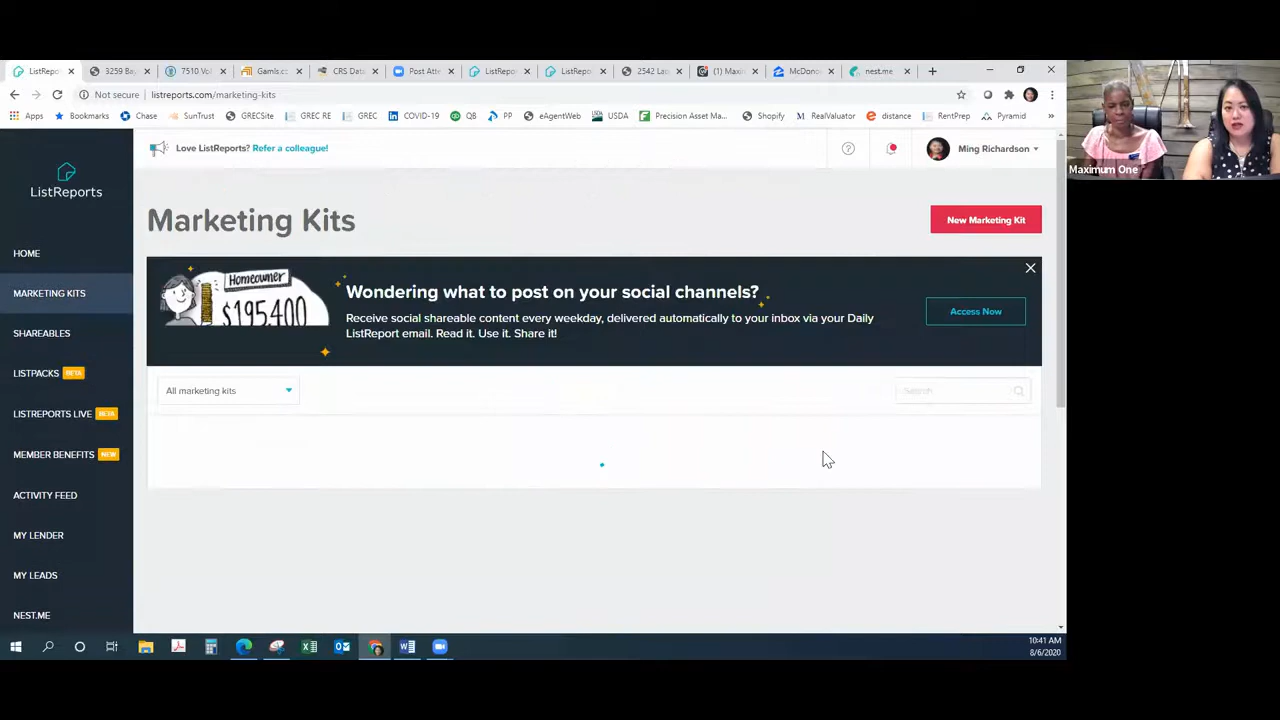 ListRepo
3259 Ba
7510.Vol
Gamls.c
CRS Data
Post Atte
ListRepo
ListRepo
2542 La
(1) Maxi
McDon
nest.me
Not secure
listreports.com/marketing-kits
Apps
Bookmarks
Chase
SunTrust
GRECSite
GREC RE
GREC
COVID-19
QB
PP
eAgentWeb
USDA
Precision Asset Ma...
Shopify
RealValuator
distance
RentPrep
Pyramid
Maximum One
ListReports
Love ListReports? Refer a colleague!
Ming Richardson
Marketing Kits
New Marketing Kit
HOME
MARKETING KITS
SHAREABLES
LISTPACKS BETA
LISTREPORTS LIVE BETA
MEMBER BENEFITS NEW
ACTIVITY FEED
MY LENDER
MY LEADS
NEST.ME
Homeowner
$195,400
Wondering what to post on your social channels?
Receive social shareable content every weekday, delivered automatically to your inbox via your Daily
ListReport email. Read it. Use it. Share it!
Access Now
All marketing kits
Search
10:41 AM
8/6/2020